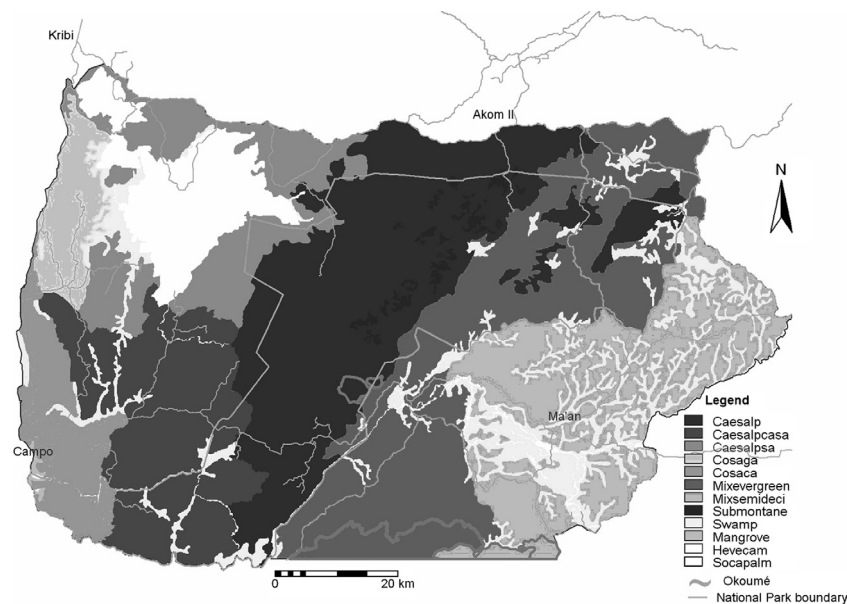 Kribi
Akom II
N
Ma'an
Campo
Legend
Caesalp
Caesalpcasa
Caesalpsa
Cosaga
Cosaca
Mixevergreen
Mixsemideci
Submontane
Swamp
Mangrove
Hevecam
Socapalm
Okoumé
National Park boundary
0 20 km